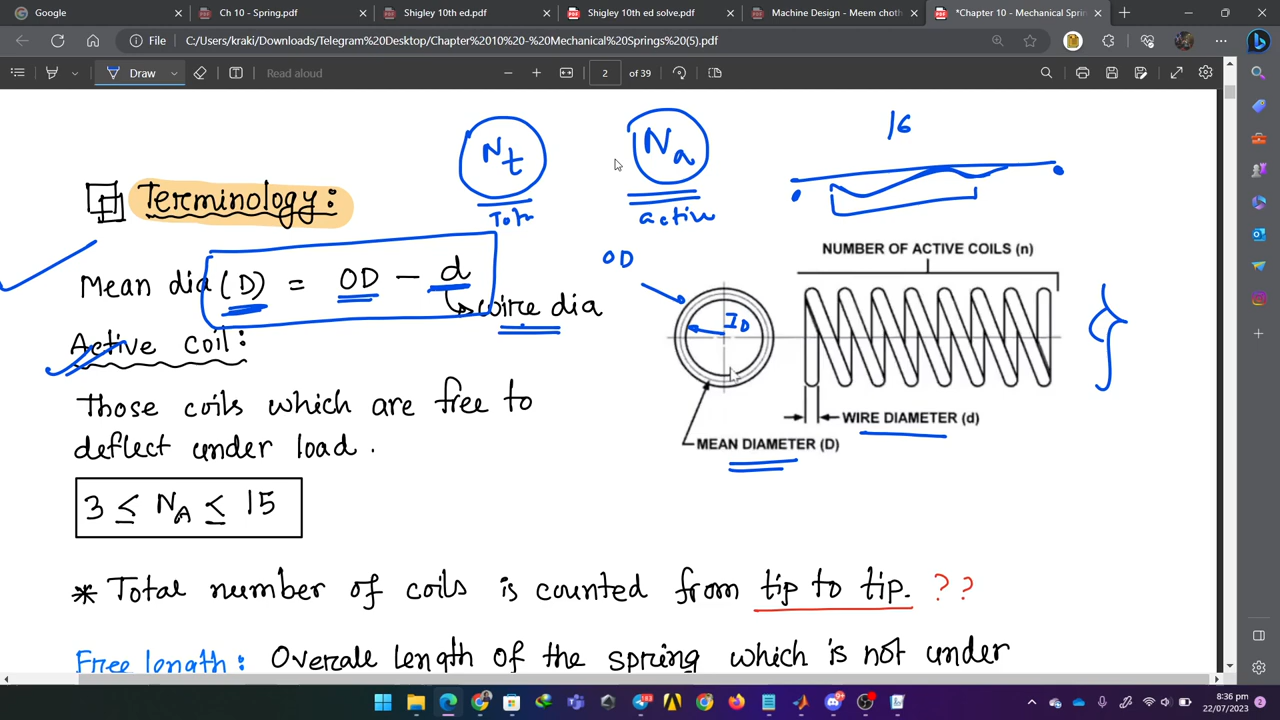 Google
Ch 10 - Spring.pdf
Shigley 10th ed.pdf
Shigley 10th ed solve.pdf
Machine Design - Meem chot
*Chapter 10 - Mechanical Sprin
File
C:/Users/kraki/Downloads/Telegram%20Desktop/Chapter%2010%20-%20Mechanical%20Springs%20(5).pdf
Draw
Read aloud
2 of 39
Nt
Na
16
Total
active
Terminology:
OD
NUMBER OF ACTIVE COILS (n)
Mean dia (D) = OD - d
wire dia
ID
Active coil:
Those coils which are free to
deflect under load.
WIRE DIAMETER (d)
MEAN DIAMETER (D)
3 ≤ NA ≤ 15
* Total number of coils is counted from tip to tip. ??
Free length: Overale length of the spring which is not under
183
8:36 pm
22/07/2023